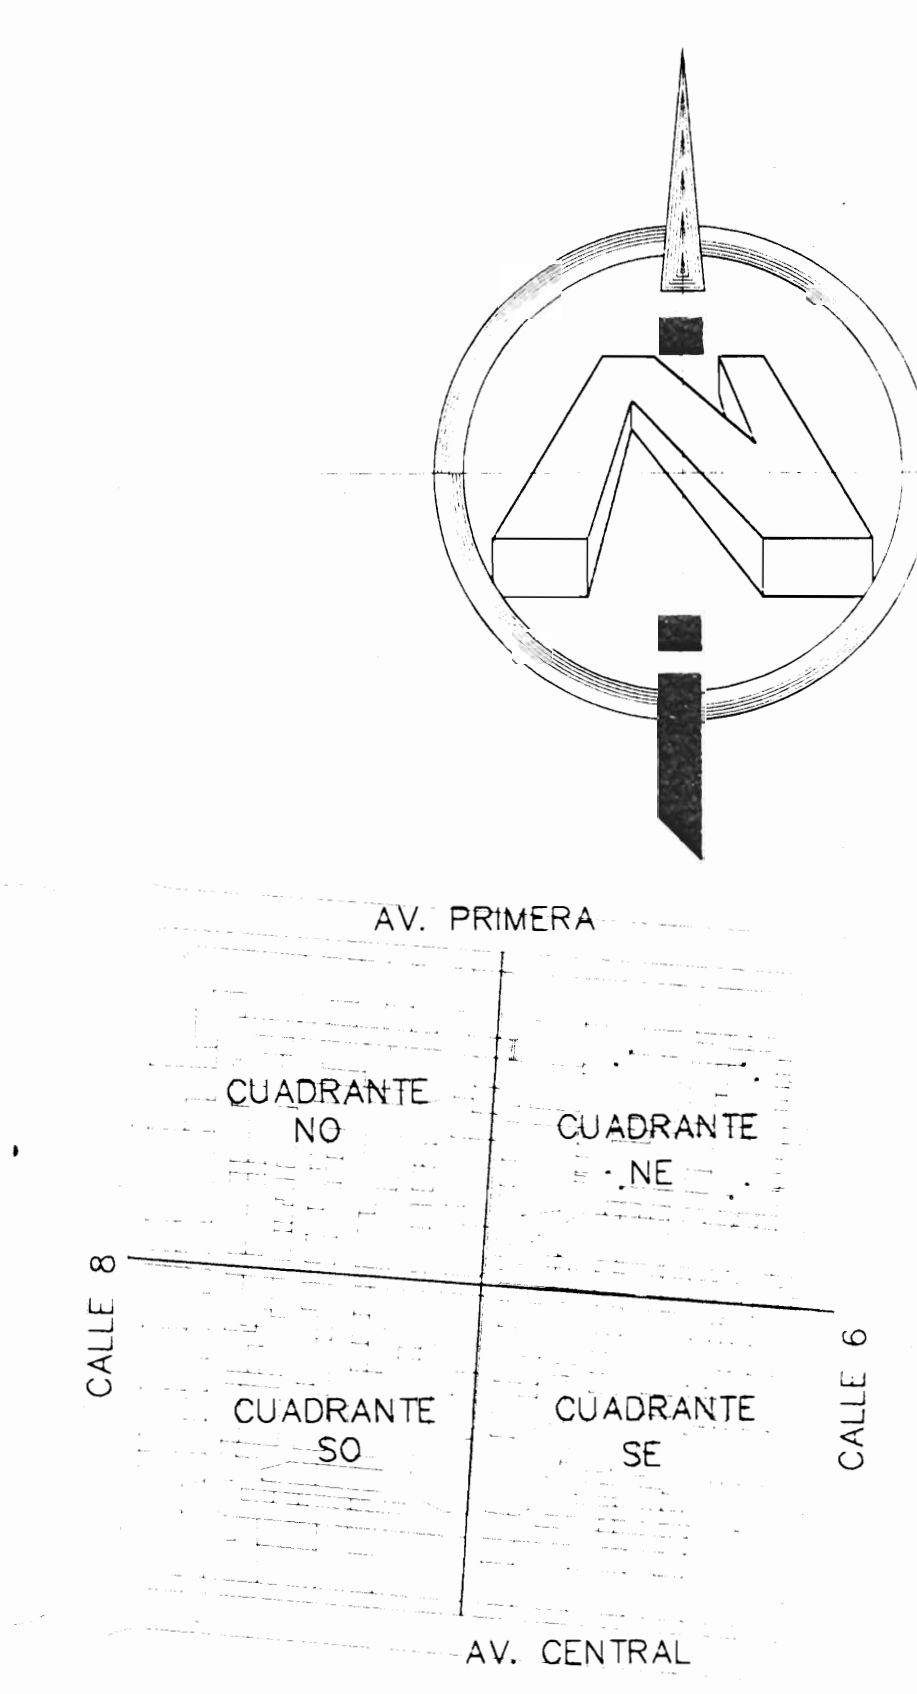 N
AV. PRIMERA
CUADRANTE
NO
CUADRANTE
NE
CALLE 8
CALLE 6
CUADRANTE
SO
CUADRANTE
SE
AV. CENTRAL